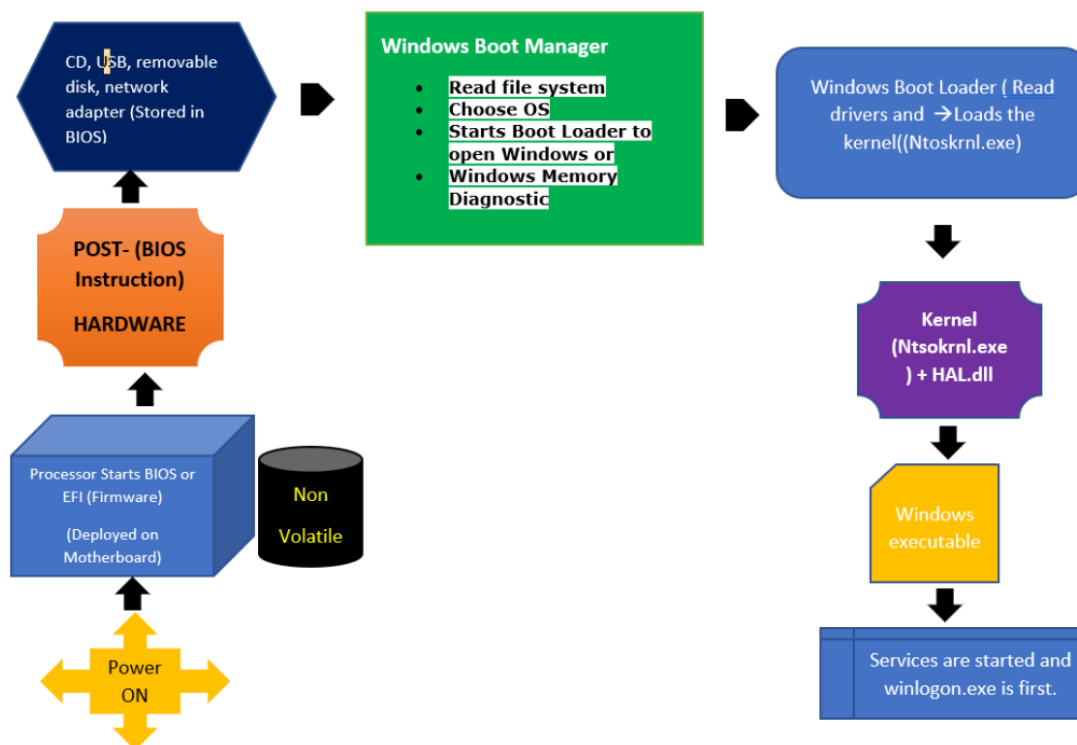 CD, USB, removable
disk, network
adapter (Stored in
BIOS)
Windows Boot Manager
• Read file system
• Choose OS
• Starts Boot Loader to
open Windows or
• Windows Memory
Diagnostic
Windows Boot Loader ( Read
drivers and →Loads the
kernel((Ntoskrnl.exe)
POST- (BIOS
Instruction)
HARDWARE
Kernel
(Ntsokrnl.exe
) + HAL.dll
Processor Starts BIOS or
EFI (Firmware)
(Deployed on
Motherboard)
Non
Volatile
Windows
executable
Power
ON
Services are started and
winlogon.exe is first.